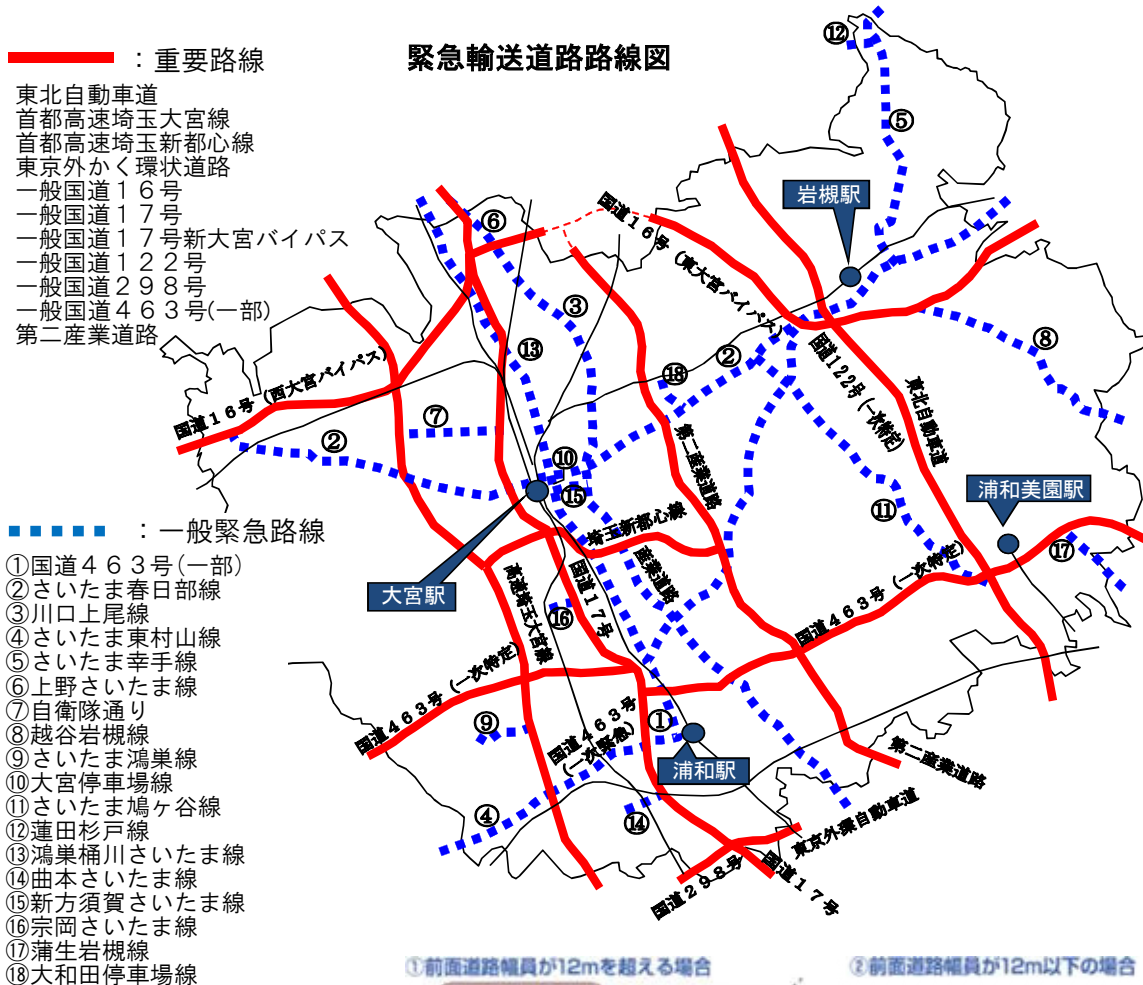 緊急輸送道路路線図
：重要路線
東北自動車道
首都高速埼玉大宮線
首都高速埼玉新都心線
東京外かく環状道路
一般国道１６号
一般国道１７号
一般国道１７号新大宮バイパス
一般国道１２２号
一般国道２９８号
一般国道４６３号(一部)
第二産業道路
：一般緊急路線
①国道４６３号(一部)
②さいたま春日部線
③川口上尾線
④さいたま東村山線
⑤さいたま幸手線
⑥上野さいたま線
⑦自衛隊通り
⑧越谷岩槻線
⑨さいたま鴻巣線
⑩大宮停車場線
⑪さいたま鳩ヶ谷線
⑫蓮田杉戸線
⑬鴻巣桶川さいたま線
⑭曲本さいたま線
⑮新方須賀さいたま線
⑯宗岡さいたま線
⑰蒲生岩槻線
⑱大和田停車場線
⑫
⑤
岩槻駅
⑥
国道１６号（東大宮バイパス）
③
⑬
②
⑱
⑧
国道１２２号（一次特定）
東北自動車道
国道１６号（西大宮バイパス）
⑦
②
⑩
⑮
第二産業道路
⑪
浦和美園駅
埼玉新都心線
産業道路
⑰
大宮駅
高速埼玉大宮線
国道１７号
⑯
国道４６３号（一次特定）
国道４６３号（一次特定）
⑨
国道４６３号
（一次緊急）
①
浦和駅
④
⑭
第二産業道路
東京外環自動車道
国道２９８号
国道１７号
①前面道路幅員が12mを超える場合
②前面道路幅員が12m以下の場合